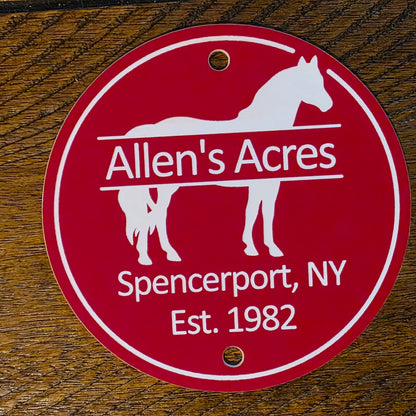 Allen's Acres
Spencerport, NY
Est. 1982